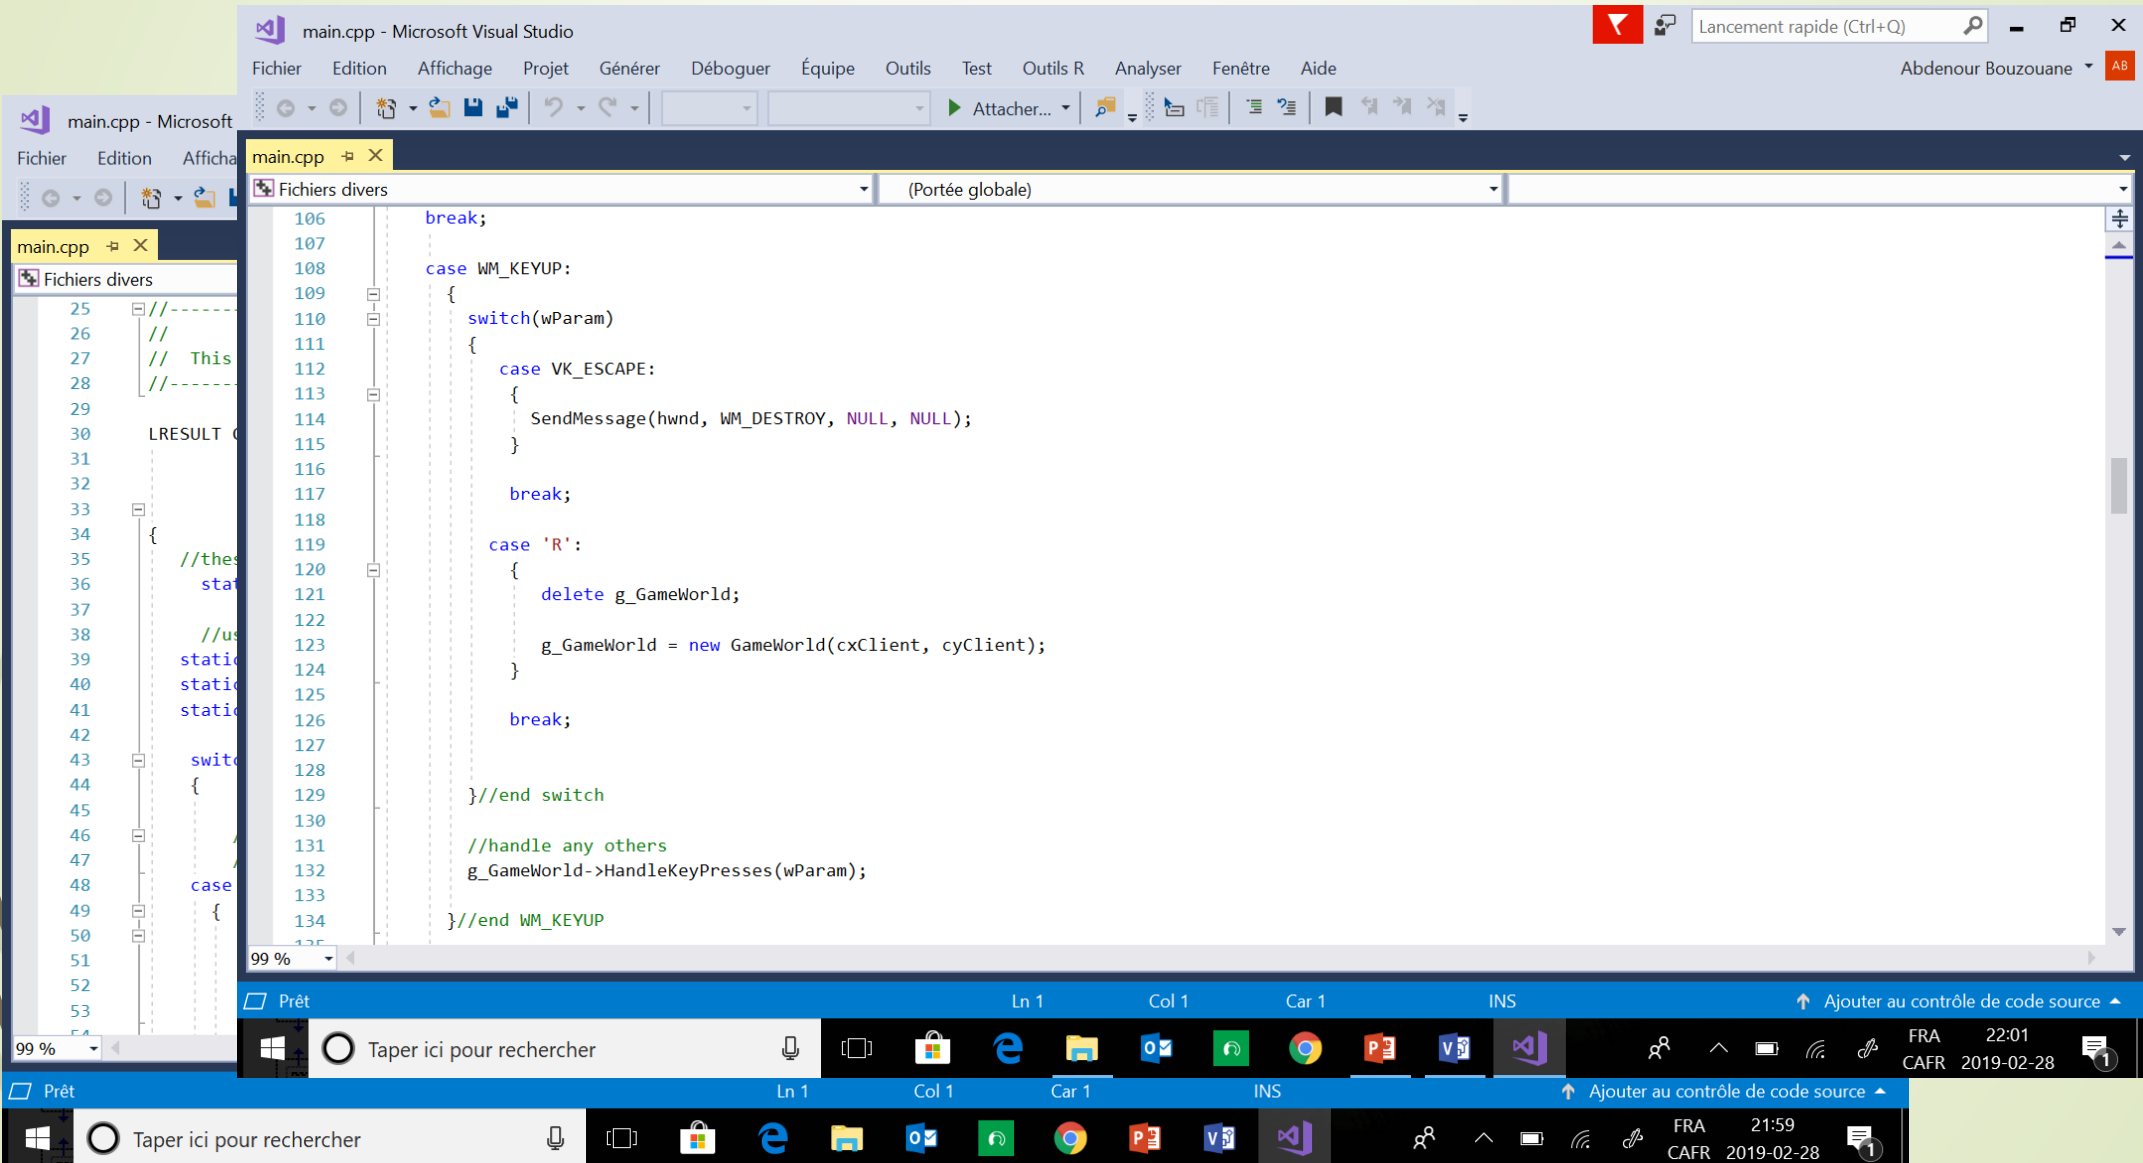 main.cpp - Microsoft Visual Studio
Lancement rapide (Ctrl+Q)
Fichier Edition Affichage Projet Générer Déboguer Équipe Outils Test Outils R Analyser Fenêtre Aide
Abdenour Bouzouane AB
Attacher...
main.cpp
Fichiers divers (Portée globale)
106 break;
107
108 case WM_KEYUP:
109 {
110 switch(wParam)
111 {
112 case VK_ESCAPE:
113 {
114 SendMessage(hwnd, WM_DESTROY, NULL, NULL);
115 }
116
117 break;
118
119 case 'R':
120 {
121 delete g_GameWorld;
122
123 g_GameWorld = new GameWorld(cxClient, cyClient);
124 }
125
126 break;
127
128
129 }//end switch
130
131 //handle any others
132 g_GameWorld->HandleKeyPresses(wParam);
133
134 }//end WM_KEYUP
99 %
Prêt Ln 1 Col 1 Car 1 INS Ajouter au contrôle de code source
Taper ici pour rechercher
FRA 22:01
CAFR 2019-02-28 1
main.cpp - Microsoft
Fichier Edition Afficha
main.cpp
Fichiers divers
25 //-------
26 //
27 // This
28 //-------
29
30 LRESULT
31
32
33
34 {
35 //thes
36 stat
37
38 //us
39 static
40 static
41 static
42
43 switc
44 {
45
46 /
47 /
48 case
49 {
50
51
52
53
99 %
Prêt Ln 1 Col 1 Car 1 INS Ajouter au contrôle de code source
Taper ici pour rechercher
FRA 21:59
CAFR 2019-02-28 1